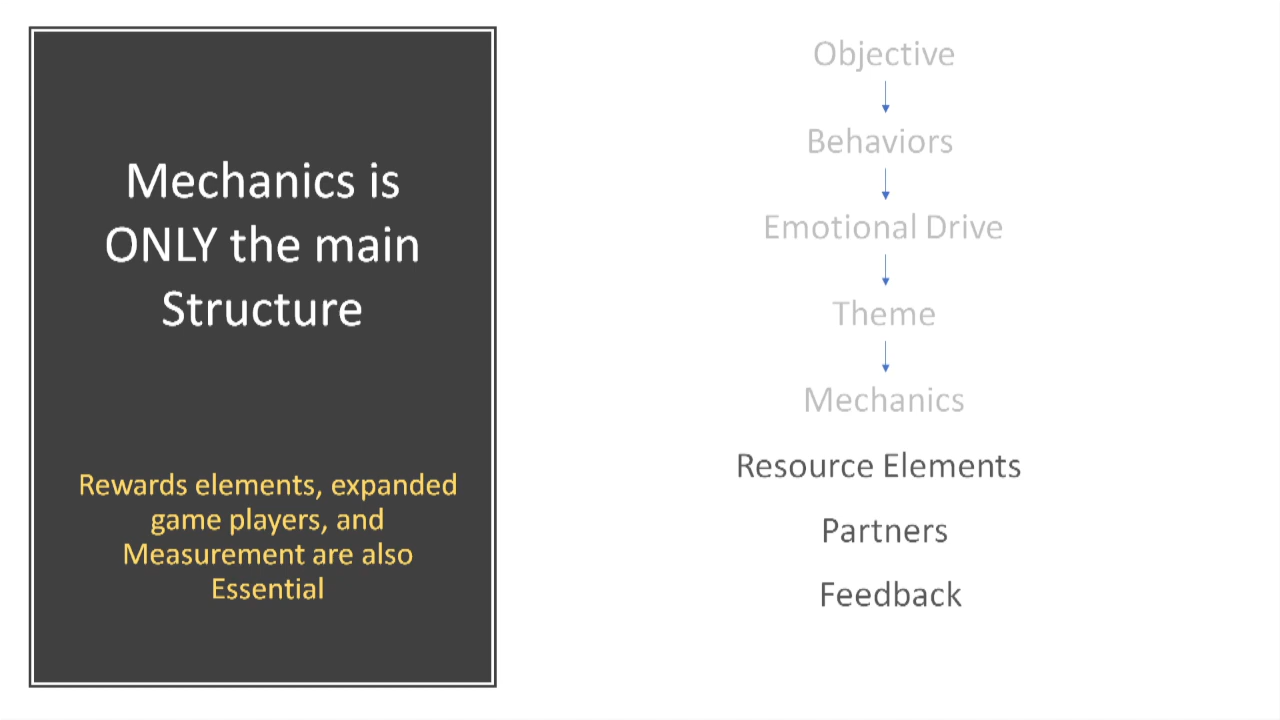 Mechanics is
ONLY the main
Structure
Rewards elements, expanded
game players, and
Measurement are also
Essential
Objective
Behaviors
Emotional Drive
Theme
Mechanics
Resource Elements
Partners
Feedback